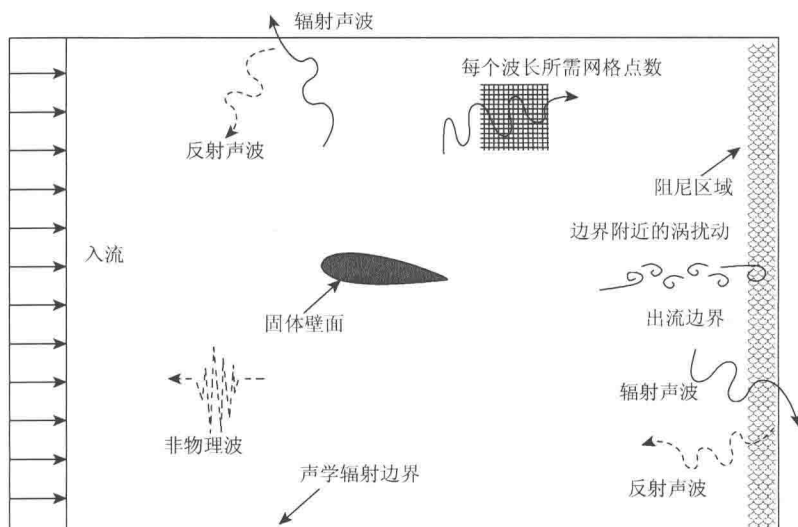 辐射声波
每个波长所需网格点数
反射声波
阻尼区域
边界附近的涡扰动
入流
固体壁面
出流边界
辐射声波
非物理波
声学辐射边界
反射声波